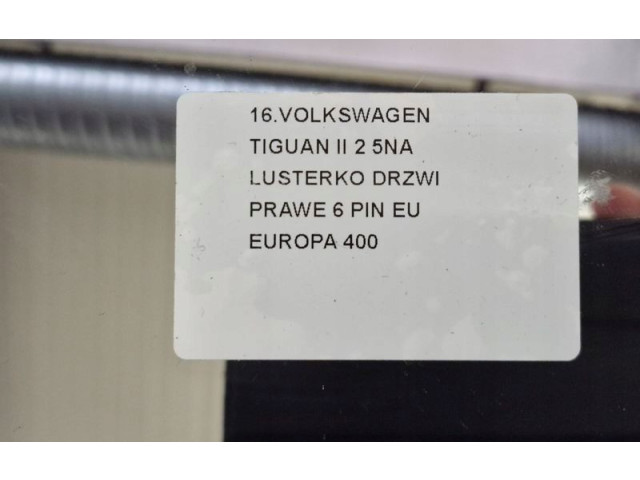 16.VOLKSWAGEN
TIGUAN II 2 5NA
LUSTERKO DRZWI
PRAWE 6 PIN EU
EUROPA 400